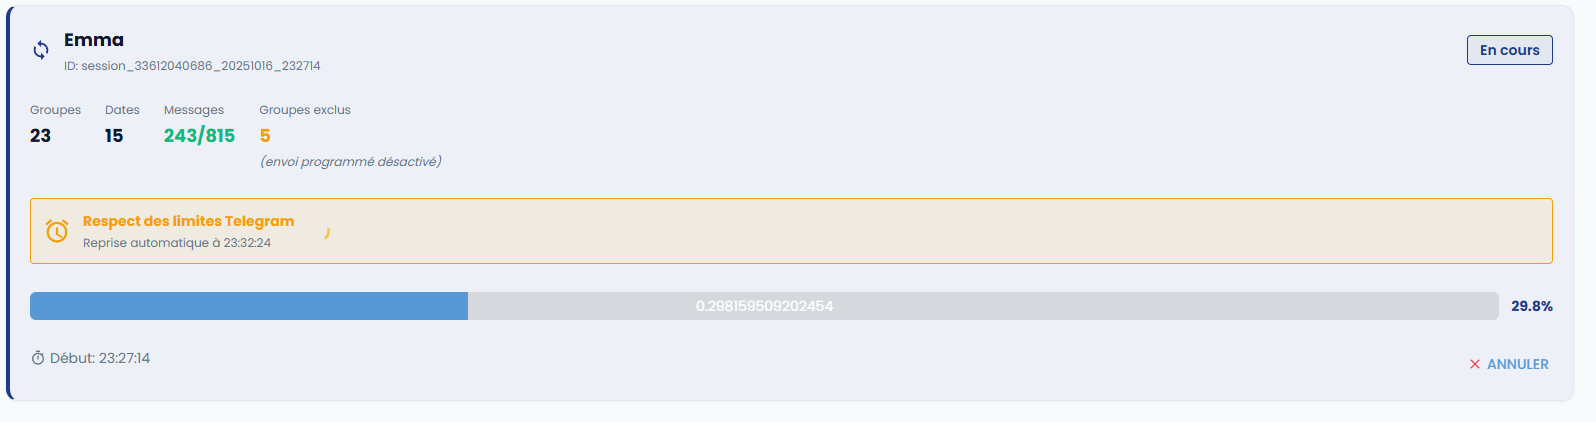 Emma
ID: session_33612040686_20251016_232714
En cours
Groupes
Dates
Messages
Groupes exclus
23
15
243/815
5
(envoi programmé désactivé)
Respect des limites Telegram
Reprise automatique à 23:32:24
0.298159509202454
29.8%
Début: 23:27:14
ANNULER